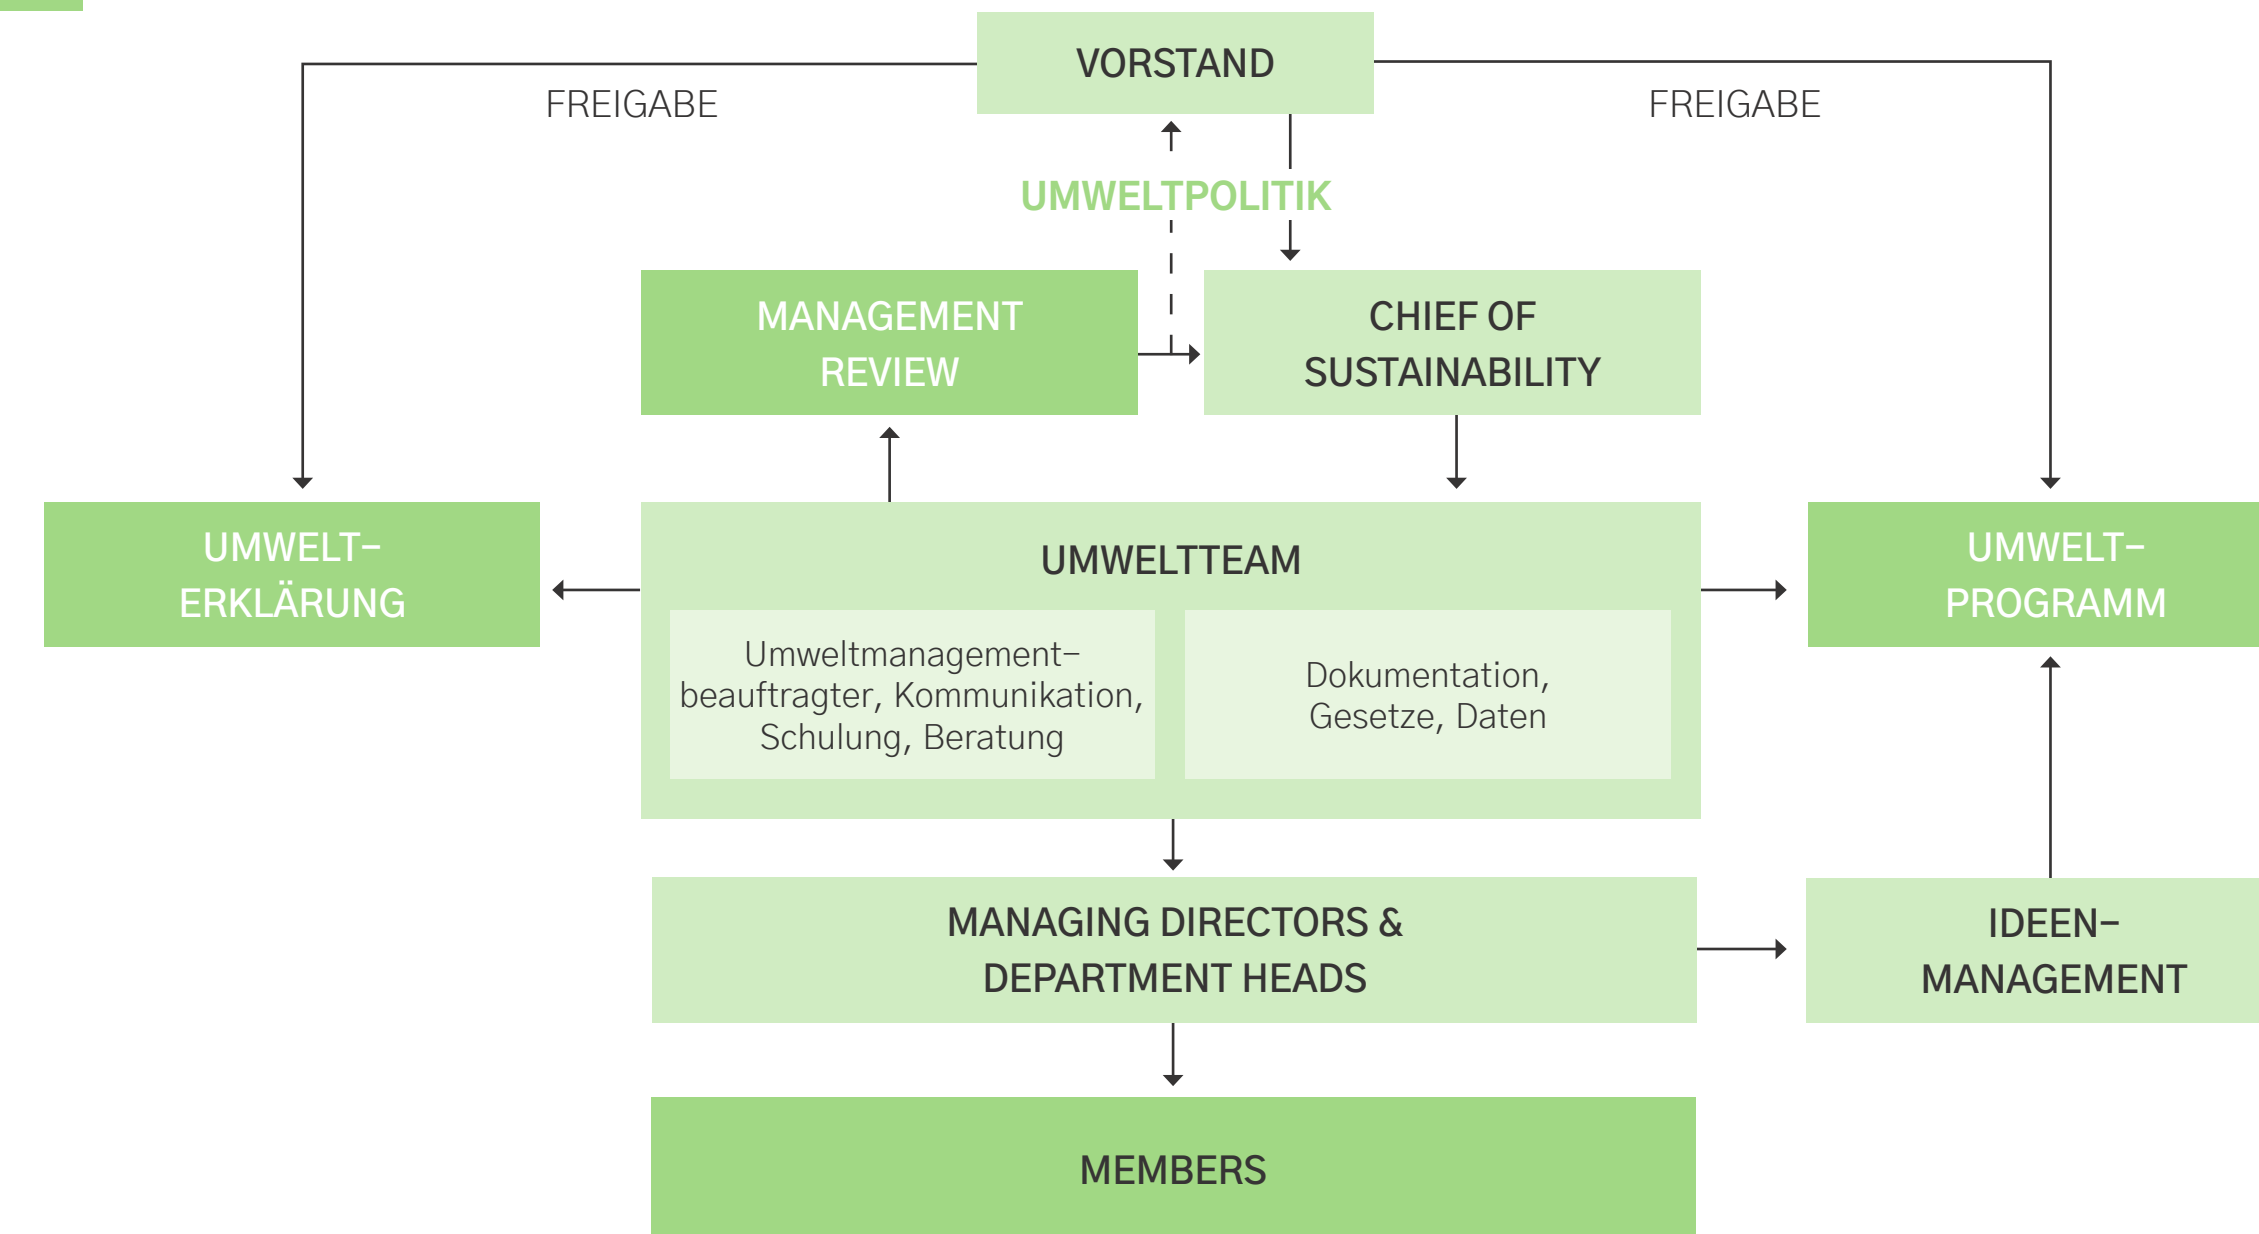 VORSTAND
FREIGABE
FREIGABE
UMWELTPOLITIK
MANAGEMENT
REVIEW
CHIEF OF
SUSTAINABILITY
UMWELT-
ERKLÄRUNG
UMWELTTEAM
Umweltmanagement-
beauftragter, Kommunikation,
Schulung, Beratung
Dokumentation,
Gesetze, Daten
UMWELT-
PROGRAMM
MANAGING DIRECTORS &
DEPARTMENT HEADS
IDEEN-
MANAGEMENT
MEMBERS